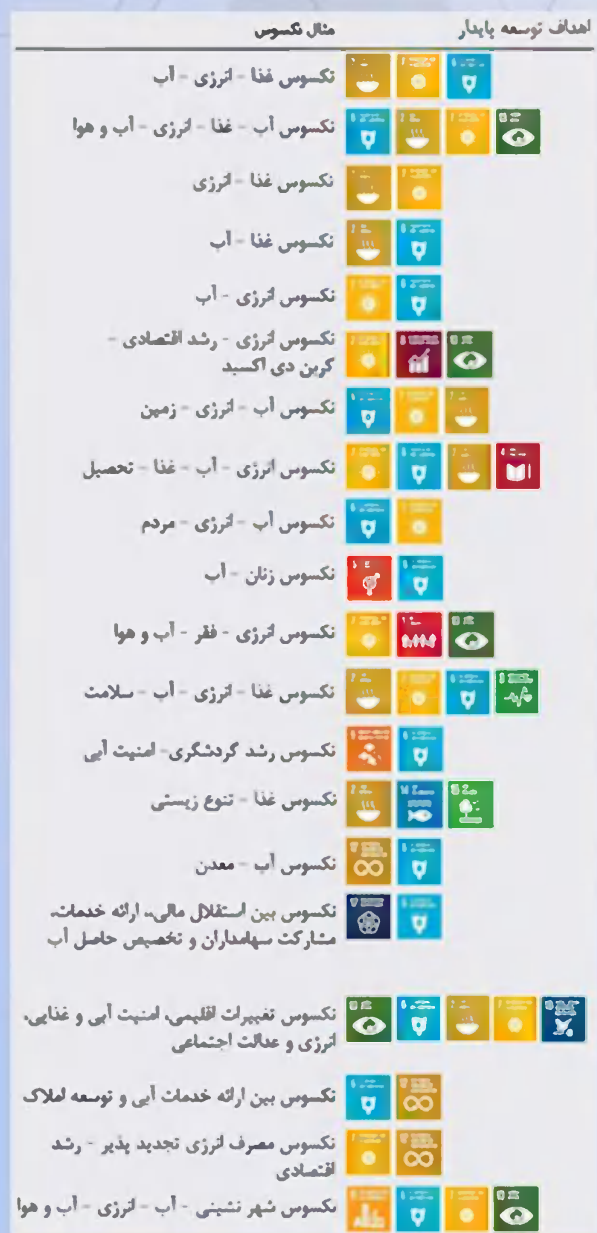 اهداف توسعه پایدار
مثال نکسوس
نکسوس غذا - انرژی - آب
نکسوس آب - غذا - انرژی - آب و هوا
نکسوس غذا - انرژی
نکسوس غذا - آب
نکسوس انرژی - آب
نکسوس انرژی - رشد اقتصادی -
کربن دی اکسید
نکسوس آب - انرژی - زمین
نکسوس انرژی - آب - غذا - تحصیل
نکسوس آب - انرژی - مردم
نکسوس زنان - آب
نکسوس انرژی - فقر - آب و هوا
نکسوس غذا - انرژی - آب - سلامت
نکسوس رشد گردشگری- امنیت آبی
نکسوس غذا - تنوع زیستی
نکسوس آب - معدن
نکسوس بین استقلال مالی، ارائه خدمات،
مشارکت سهامداران و تخصیص حاصل آب
نکسوس تغییرات اقلیمی، امنیت آبی و غذایی،
انرژی و عدالت اجتماعی
نکسوس بین ارائه خدمات آبی و توسعه املاک
نکسوس مصرف انرژی تجدید پذیر - رشد
اقتصادی
نکسوس شهر نشینی - آب - انرژی - آب و هوا